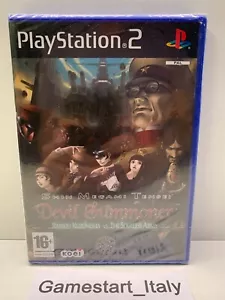 PlayStation 2
PAL
SHIN MEGAMI TENSEI
Devil Summoner
16+
KOEI
Gamestart_Italy